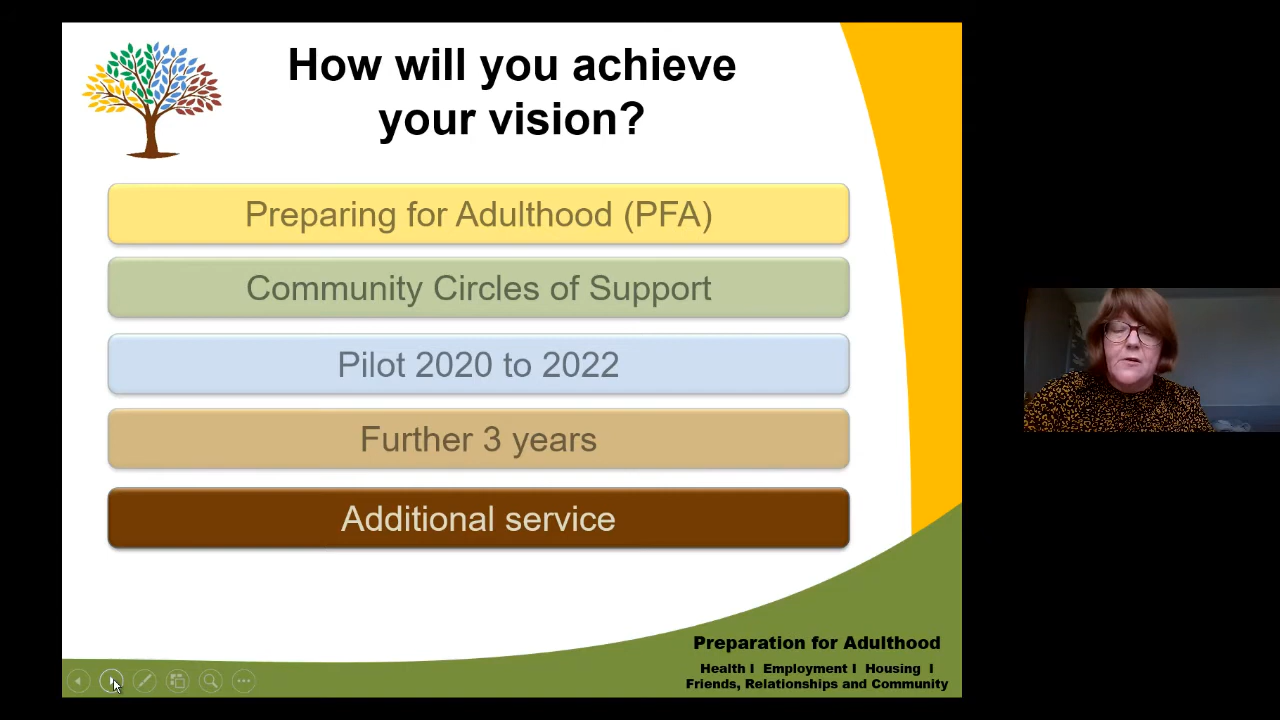 How will you achieve
your vision?
Preparing for Adulthood (PFA)
Community Circles of Support
Pilot 2020 to 2022
Further 3 years
Additional service
Preparation for Adulthood
Health I Employment I Housing I
Friends, Relationships and Community